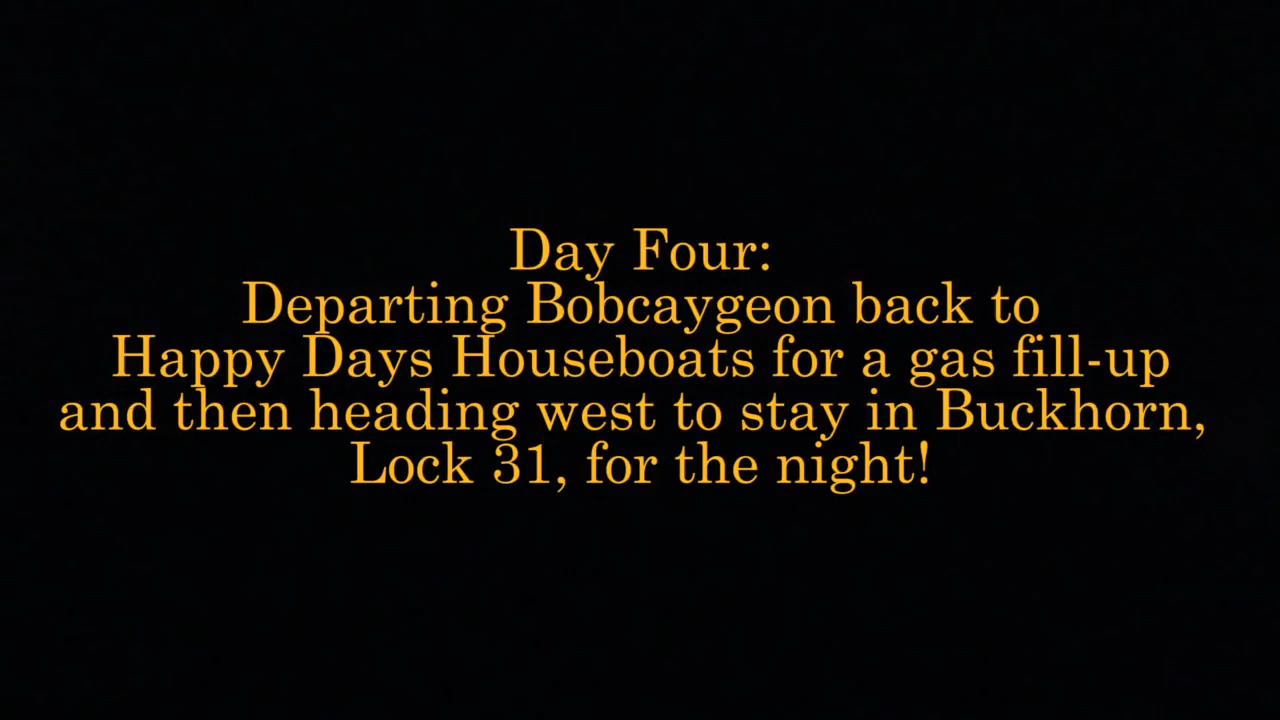 Day Four:
Departing Bobcaygeon back to
Happy Days Houseboats for a gas fill-up
and then heading west to stay in Buckhorn,
Lock 31, for the night!